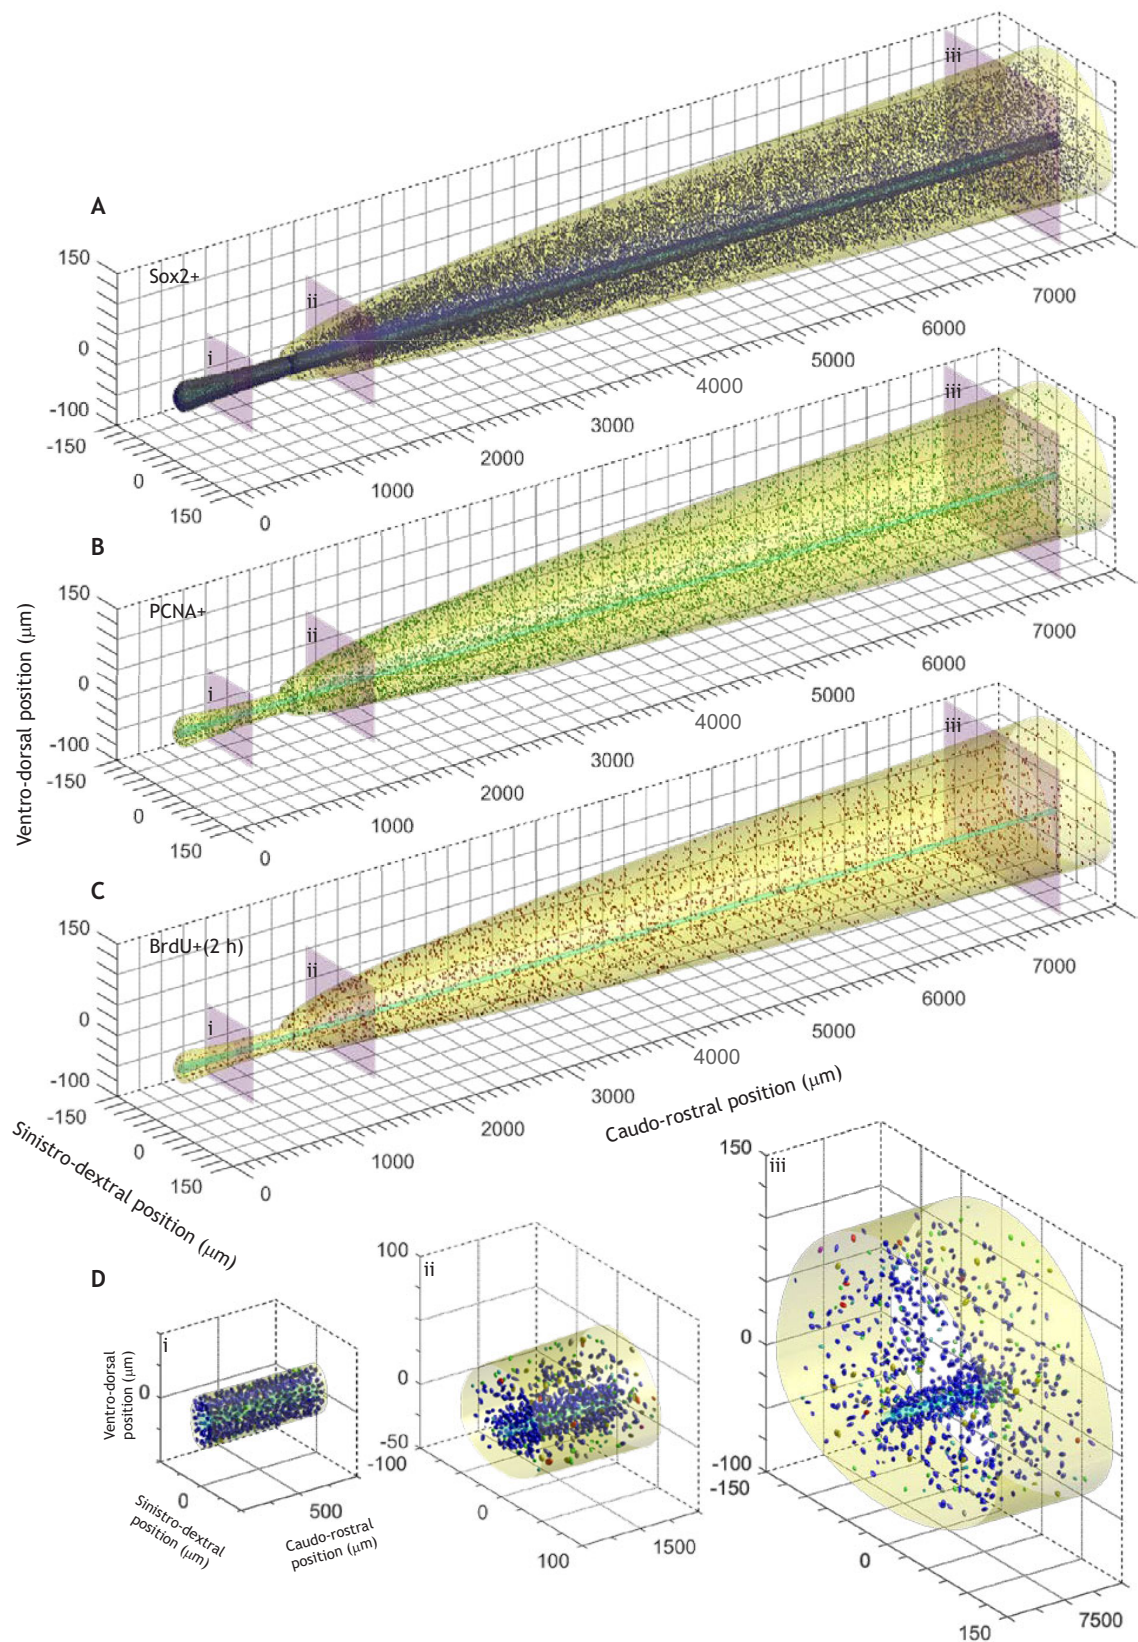 A
Sox2+
i
ii
iii
150
0
-100
-150
0
150
0
1000
2000
3000
4000
5000
6000
7000
B
PCNA+
i
ii
iii
150
0
-100
-150
0
150
0
1000
2000
3000
4000
5000
6000
7000
C
BrdU+(2 h)
i
ii
iii
150
0
-100
-150
0
150
0
1000
2000
3000
4000
5000
6000
7000
Ventro-dorsal position (μm)
Sinistro-dextral position (μm)
Caudo-rostral position (μm)
D
i
Ventro-dorsal
position (μm)
0
0
500
Sinistro-dextral
position (μm)
Caudo-rostral
position (μm)
ii
100
0
-50
-100
0
100
1500
iii
150
0
-100
-150
0
150
7500